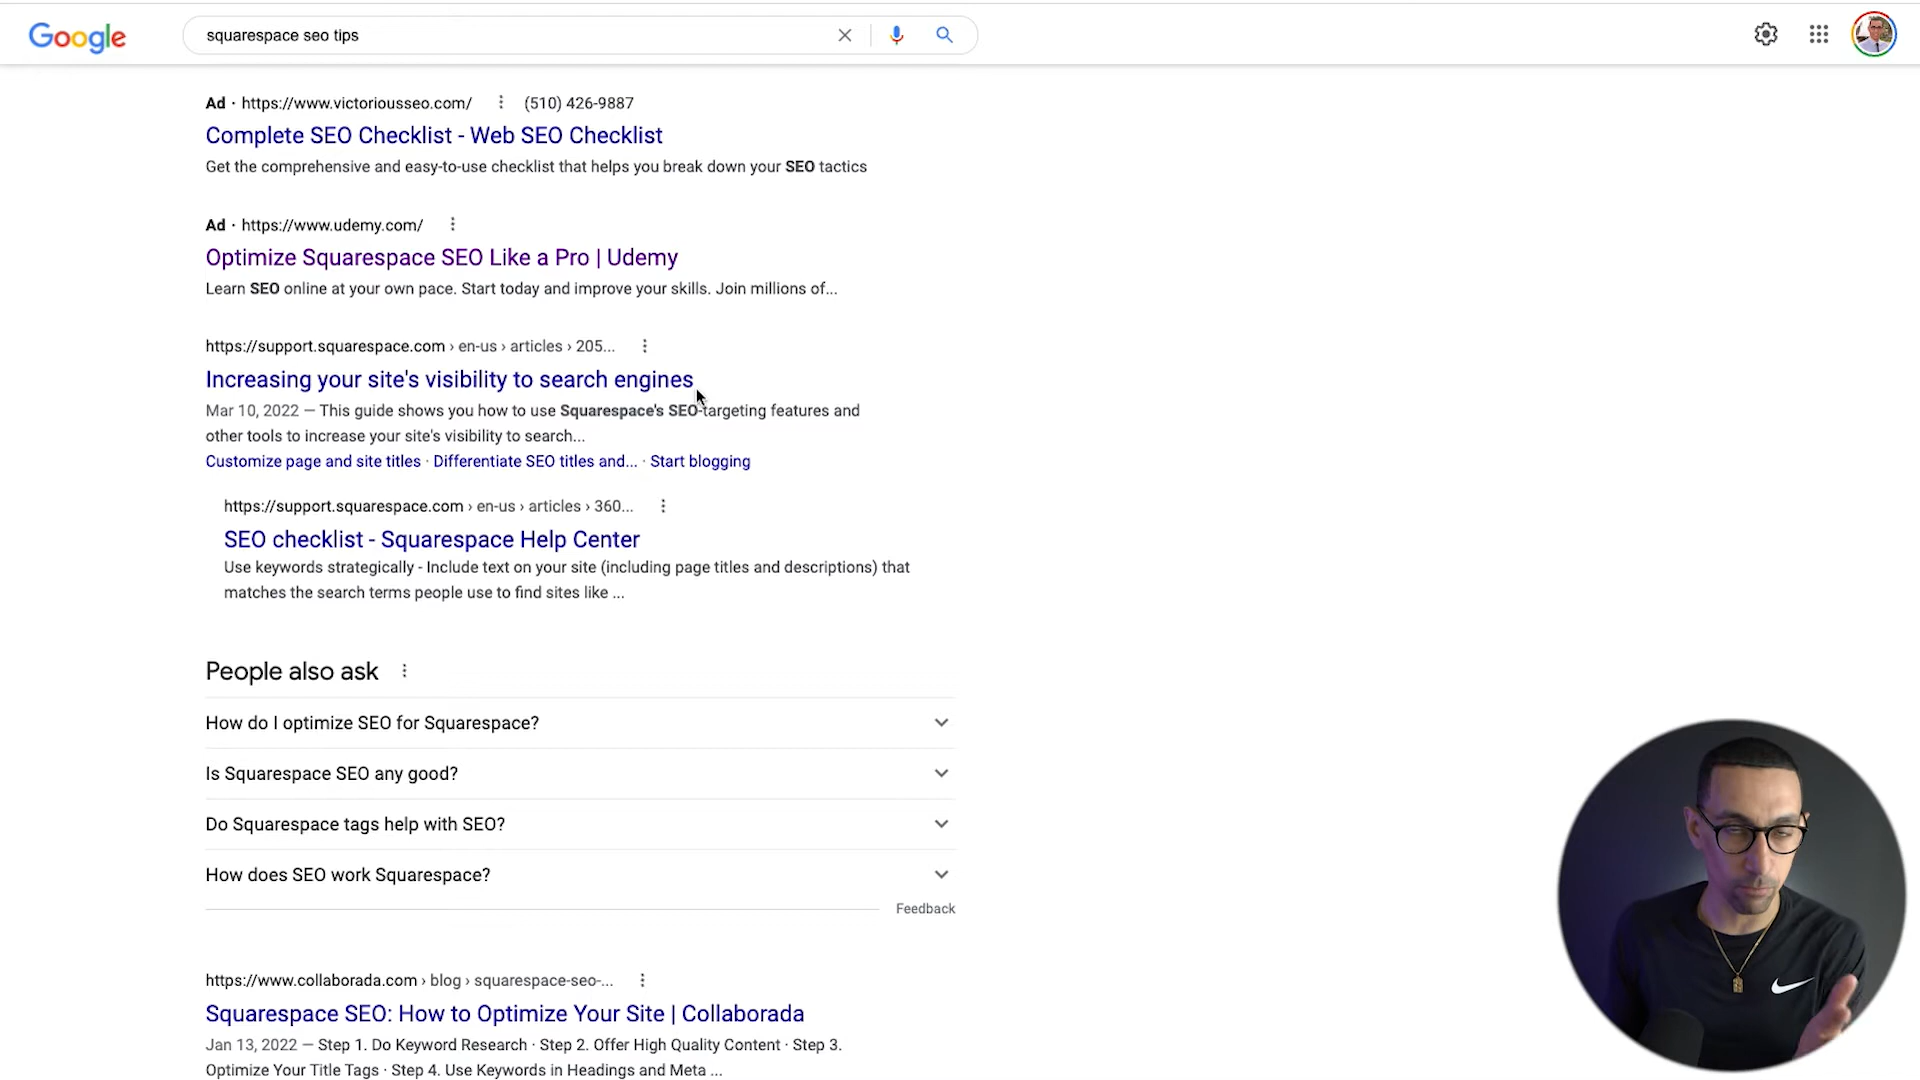 Google
squarespace seo tips
Ad · https://www.victoriousseo.com/ (510) 426-9887
Complete SEO Checklist - Web SEO Checklist
Get the comprehensive and easy-to-use checklist that helps you break down your SEO tactics
Ad · https://www.udemy.com/
Optimize Squarespace SEO Like a Pro | Udemy
Learn SEO online at your own pace. Start today and improve your skills. Join millions of...
https://support.squarespace.com › en-us › articles › 205...
Increasing your site's visibility to search engines
Mar 10, 2022 — This guide shows you how to use Squarespace's SEO-targeting features and
other tools to increase your site's visibility to search...
Customize page and site titles · Differentiate SEO titles and... · Start blogging
https://support.squarespace.com › en-us › articles › 360...
SEO checklist - Squarespace Help Center
Use keywords strategically - Include text on your site (including page titles and descriptions) that
matches the search terms people use to find sites like ...
People also ask
How do I optimize SEO for Squarespace?
Is Squarespace SEO any good?
Do Squarespace tags help with SEO?
How does SEO work Squarespace?
Feedback
https://www.collaborada.com › blog › squarespace-seo-...
Squarespace SEO: How to Optimize Your Site | Collaborada
Jan 13, 2022 — Step 1. Do Keyword Research · Step 2. Offer High Quality Content · Step 3.
Optimize Your Title Tags · Step 4. Use Keywords in Headings and Meta ...